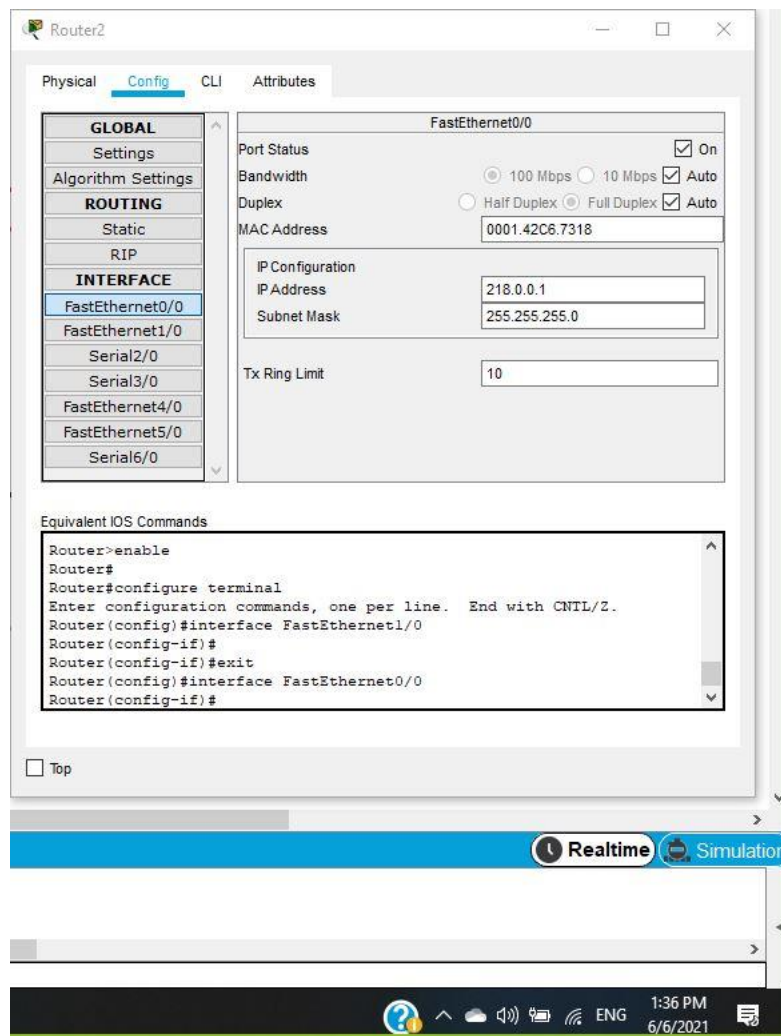 Router2
Physical Config CLI Attributes
GLOBAL
Settings
Algorithm Settings
ROUTING
Static
RIP
INTERFACE
FastEthernet0/0
FastEthernet1/0
Serial2/0
Serial3/0
FastEthernet4/0
FastEthernet5/0
Serial6/0
FastEthernet0/0
Port Status On
Bandwidth 100 Mbps 10 Mbps Auto
Duplex Half Duplex Full Duplex Auto
MAC Address 0001.42C6.7318
IP Configuration
IP Address 218.0.0.1
Subnet Mask 255.255.255.0
Tx Ring Limit 10
Equivalent IOS Commands
Router>enable
Router#
Router#configure terminal
Enter configuration commands, one per line. End with CNTL/Z.
Router(config)#interface FastEthernet1/0
Router(config-if)#
Router(config-if)#exit
Router(config)#interface FastEthernet0/0
Router(config-if)#
Top
Realtime Simulation
ENG 1:36 PM
6/6/2021